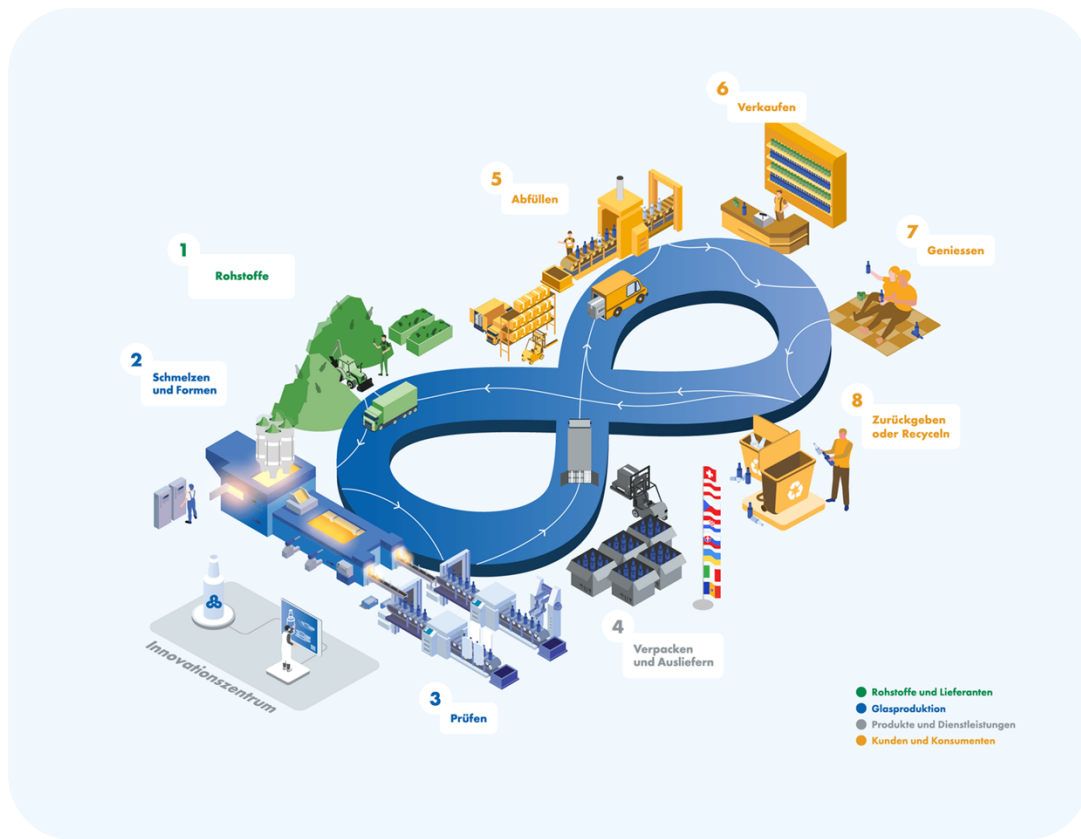 1
Rohstoffe
2
Schmelzen
und Formen
3
Prüfen
4
Verpacken
und Ausliefern
5
Abfüllen
6
Verkaufen
7
Geniessen
8
Zurückgeben
oder Recyceln
Innovationszentrum
Rohstoffe und Lieferanten
Glasproduktion
Produkte und Dienstleistungen
Kunden und Konsumenten